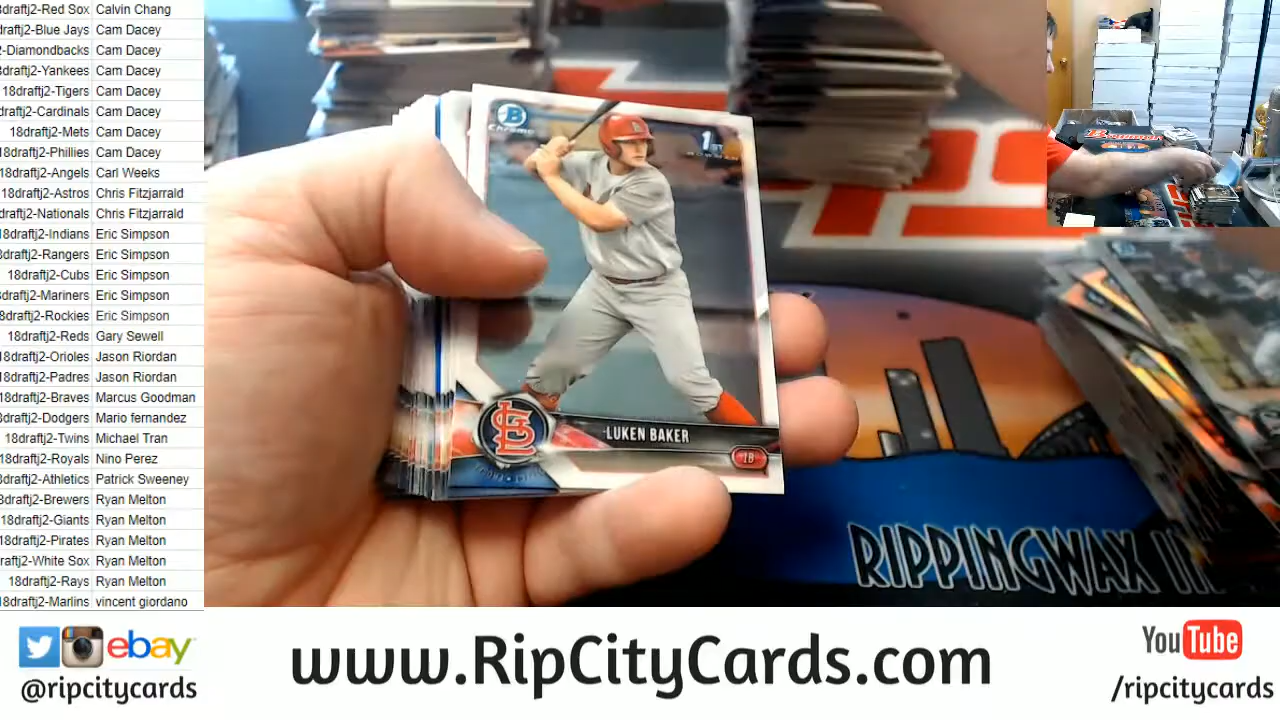 3draftj2-Red Sox Calvin Chang
draftj2-Blue Jays Cam Dacey
2-Diamondbacks Cam Dacey
8draftj2-Yankees Cam Dacey
18draftj2-Tigers Cam Dacey
draftj2-Cardinals Cam Dacey
18draftj2-Mets Cam Dacey
draftj2-Phillies Cam Dacey
18draftj2-Angels Carl Weeks
18draftj2-Astros Chris Fitzjarrald
draftj2-Nationals Chris Fitzjarrald
18draftj2-Indians Eric Simpson
8draftj2-Rangers Eric Simpson
18draftj2-Cubs Eric Simpson
draftj2-Mariners Eric Simpson
8draftj2-Rockies Eric Simpson
18draftj2-Reds Gary Sewell
18draftj2-Orioles Jason Riordan
18draftj2-Padres Jason Riordan
18draftj2-Braves Marcus Goodman
3draftj2-Dodgers Mario fernandez
18draftj2-Twins Michael Tran
18draftj2-Royals Nino Perez
3draftj2-Athletics Patrick Sweeney
8draftj2-Brewers Ryan Melton
18draftj2-Giants Ryan Melton
18draftj2-Pirates Ryan Melton
raftj2-White Sox Ryan Melton
18draftj2-Rays Ryan Melton
18draftj2-Marlins vincent giordano
B
Chrome
1ST
LUKEN BAKER
1B
RIPPINGWAX
Bowman
ebay
@ripcitycards
www.RipCityCards.com
YouTube
/ripcitycards